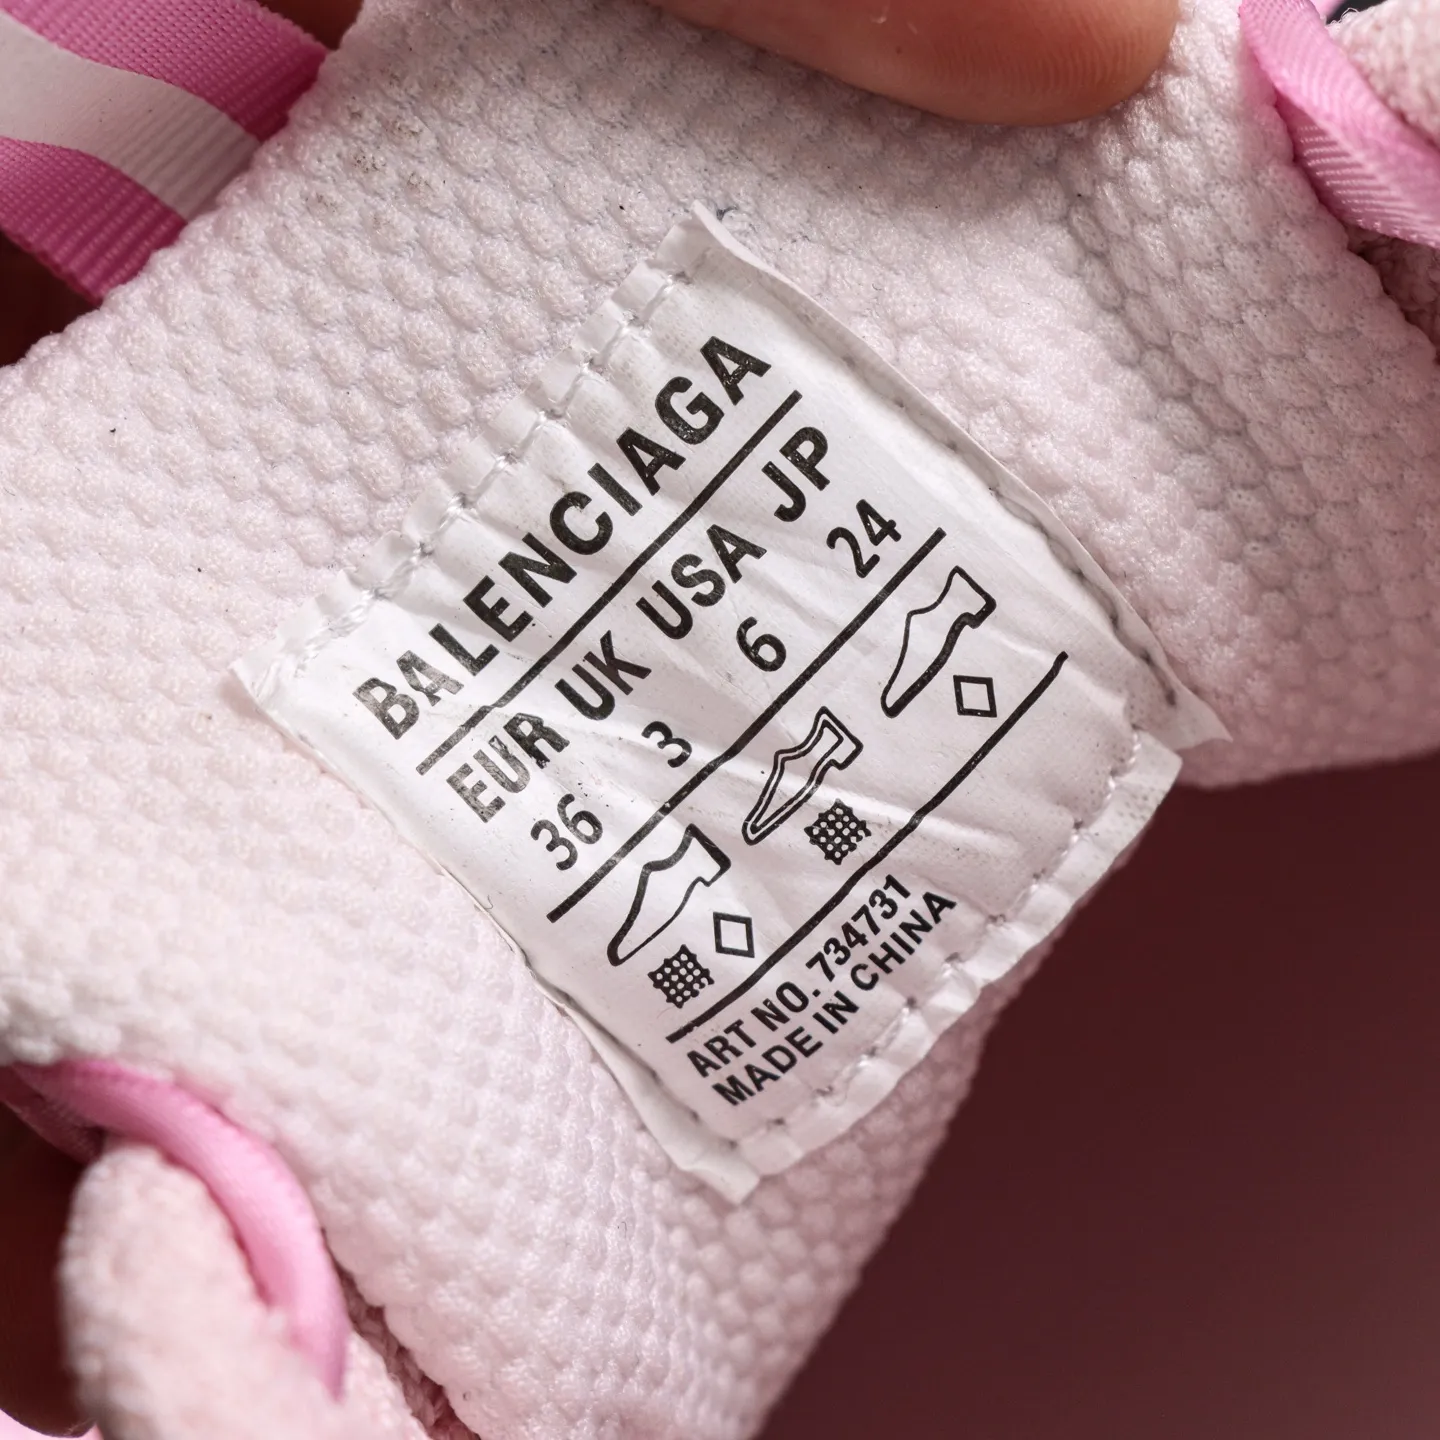 BALENCIAGA
EUR UK USA JP
36 3 6 24
ART NO. 734731
MADE IN CHINA